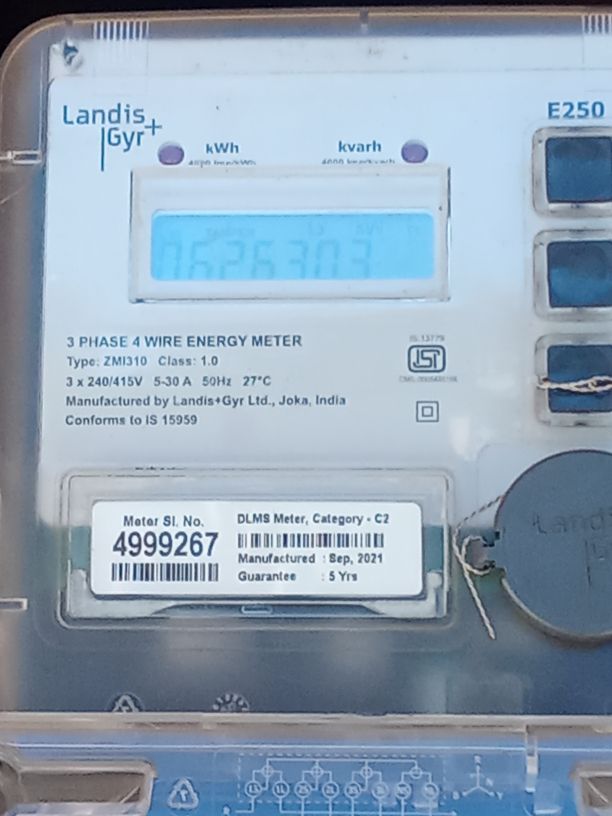 Landis
Gyr+
E250
kWh
kvarh
3 PHASE 4 WIRE ENERGY METER
Type: ZMI310 Class: 1.0
3 x 240/415V 5-30 A 50Hz 27°C
Manufactured by Landis+Gyr Ltd., Joka, India
Conforms to IS 15959
IS 13779
Meter Sl. No.
4999267
DLMS Meter, Category - C2
Manufactured : Sep, 2021
Guarantee : 5 Yrs